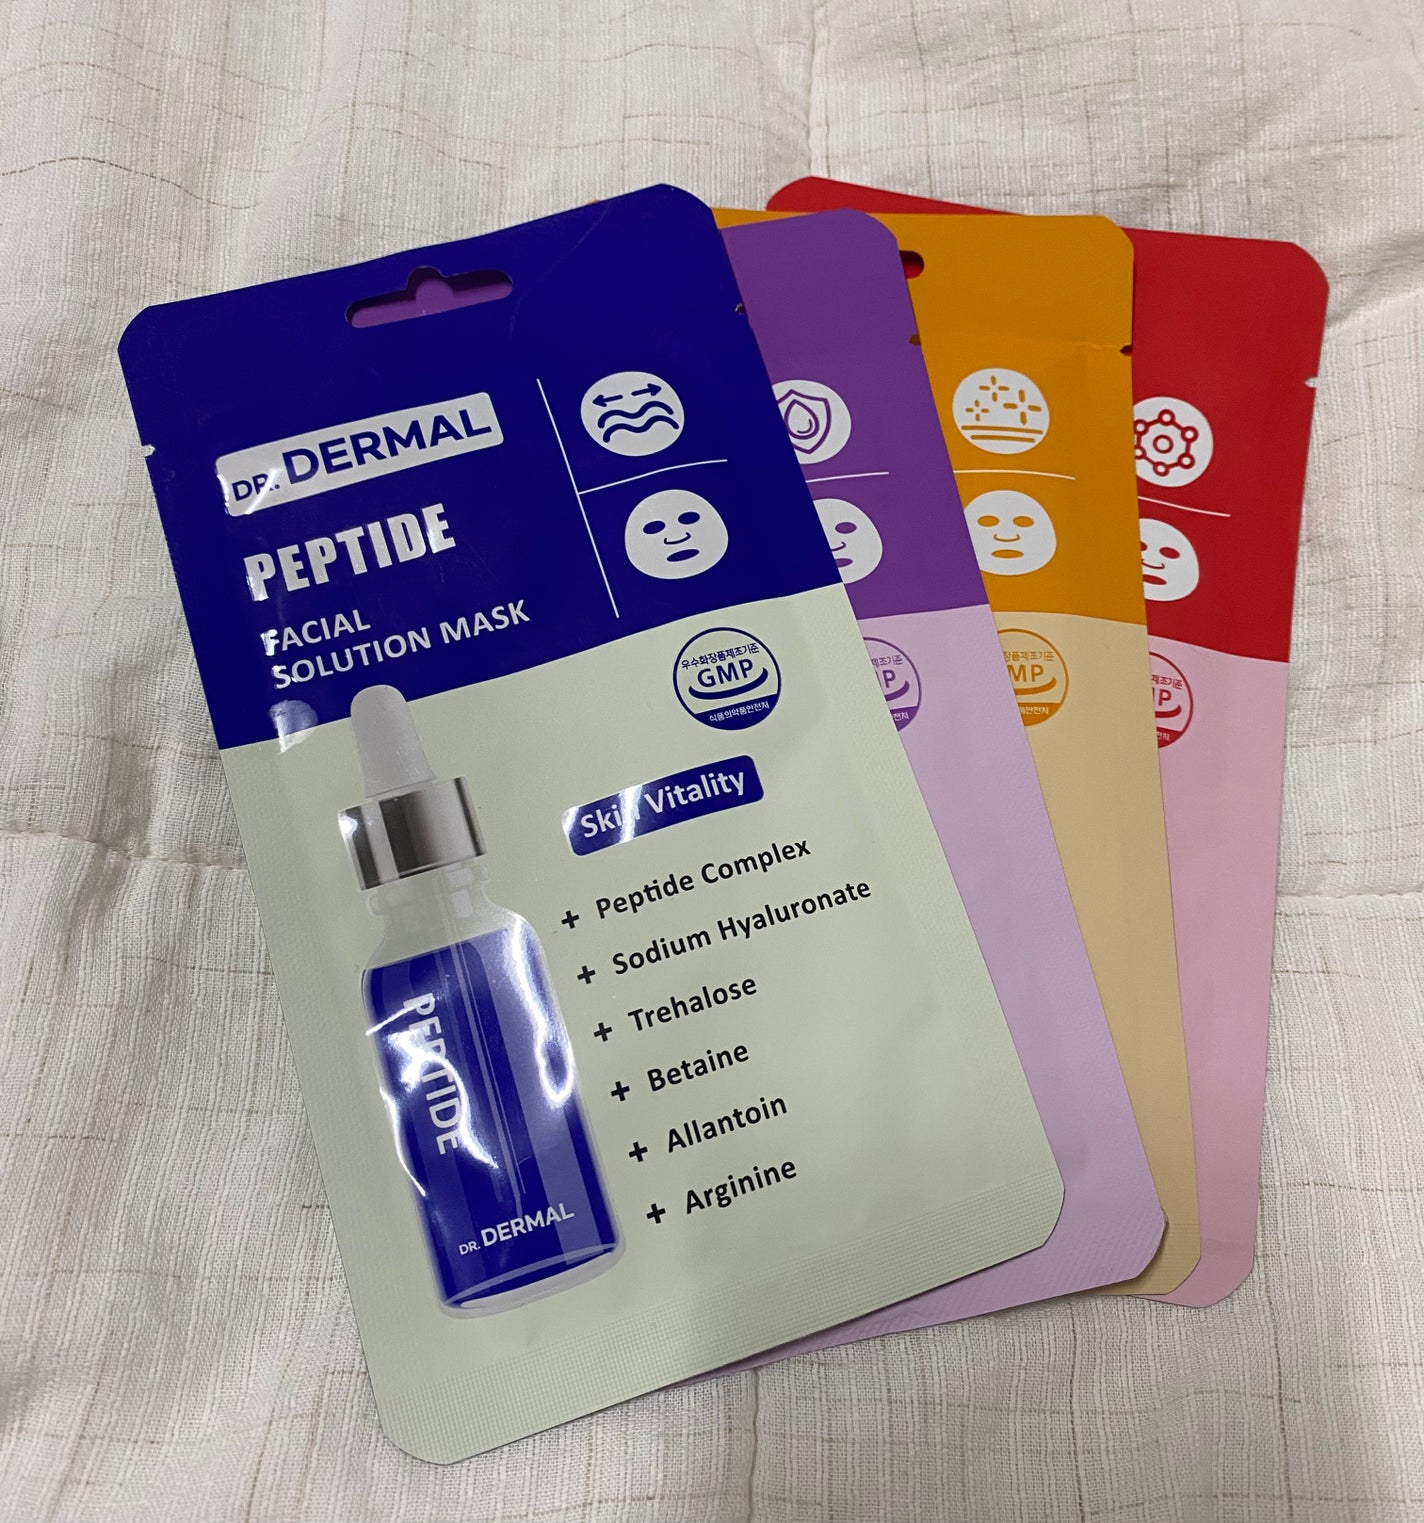 DR. DERMAL
PEPTIDE
FACIAL
SOLUTION MASK
우수화장품제조기준
GMP
식품의약품안전처
Skin Vitality
+ Peptide Complex
+ Sodium Hyaluronate
+ Trehalose
+ Betaine
+ Allantoin
+ Arginine
PEPTIDE
DR. DERMAL